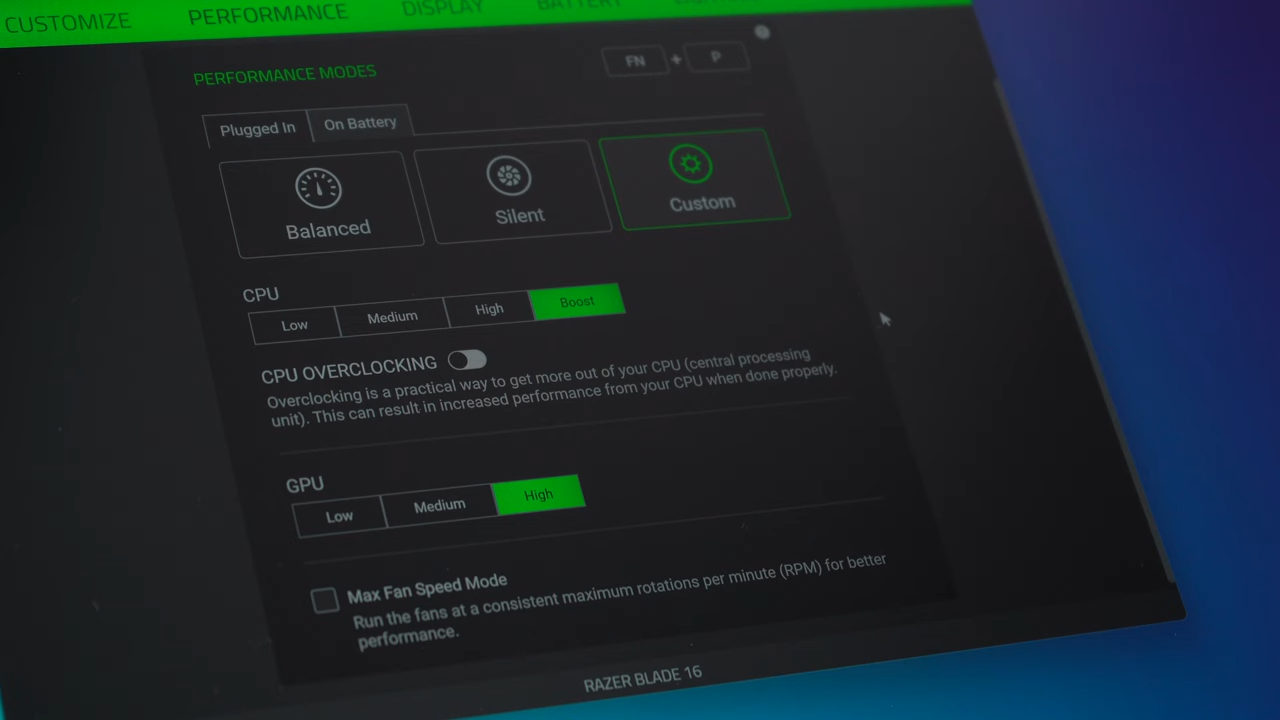 CUSTOMIZE PERFORMANCE DISPLAY BATTERY
PERFORMANCE MODES
FN + P
Plugged In On Battery
Balanced Silent Custom
CPU
Low Medium High Boost
CPU OVERCLOCKING
Overclocking is a practical way to get more out of your CPU (central processing
unit). This can result in increased performance from your CPU when done properly.
GPU
Low Medium High
Max Fan Speed Mode
Run the fans at a consistent maximum rotations per minute (RPM) for better
performance.
RAZER BLADE 16